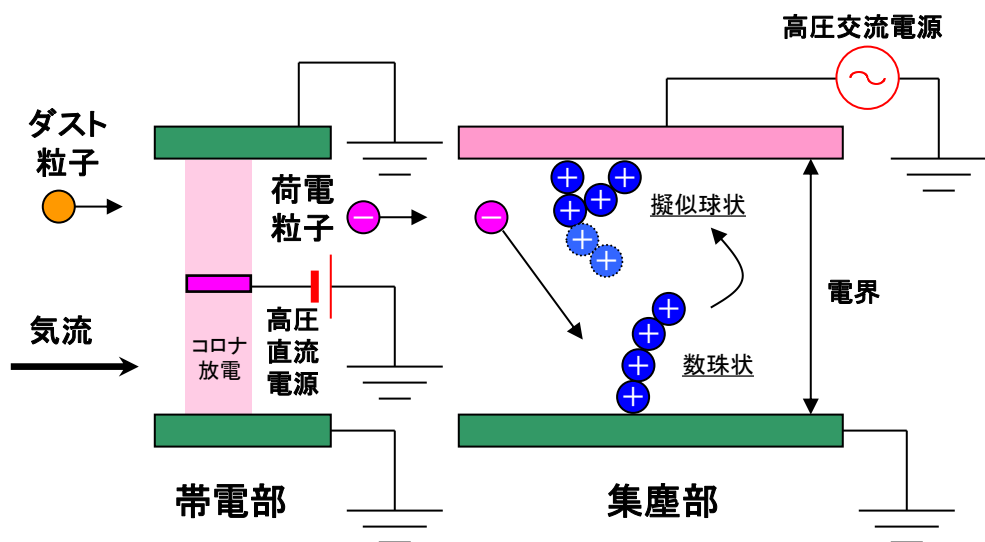 高圧交流電源
ダスト
粒子
荷電
粒子
−
−
+
+
+
+
+
+
擬似球状
電界
気流
コロナ
放電
高圧
直流
電源
+
+
+
+
数珠状
帯電部
集塵部